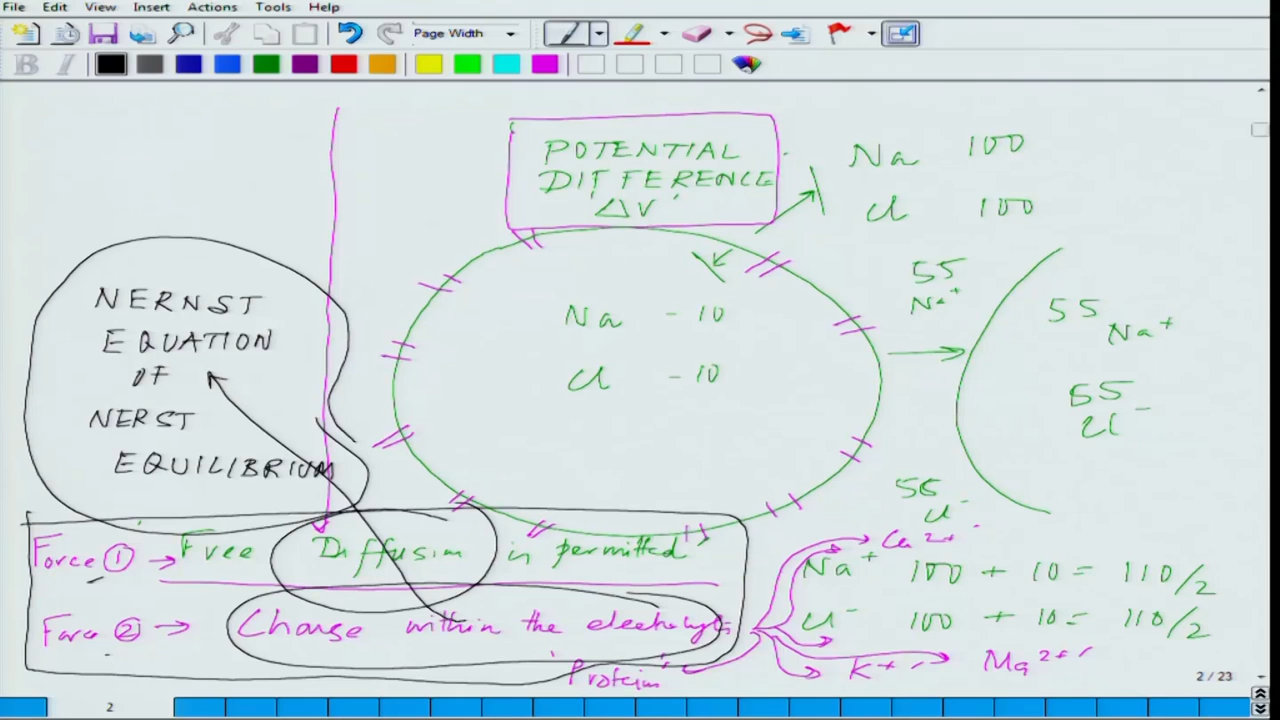 File Edit View Insert Actions Tools Help
Page Width
B I
POTENTIAL
DIFFERENCE
ΔV
Na 100
Cl 100
Na - 10
Cl - 10
55
Na+
55 Na+
55
Cl-
55
Cl-
NERNST
EQUATION
OF
NERST
EQUILIBRIUM
Force ① → Free Diffusion is permitted
Force ② → Charge within the electrolyte
Proteins
Ca2+
Na+ 100 + 10 = 110/2
Cl- 100 + 10 = 110/2
K+
Mg2+
2 / 23
2